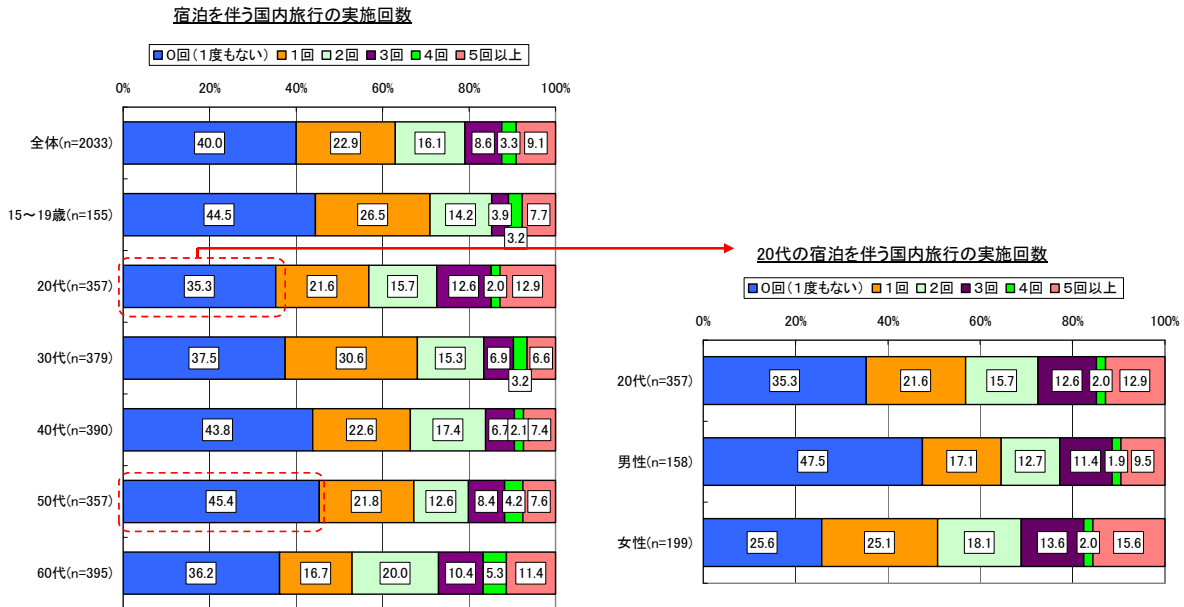 宿泊を伴う国内旅行の実施回数
0回(1度もない) 1回 2回 3回 4回 5回以上
0% 20% 40% 60% 80% 100%
全体(n=2033) 40.0 22.9 16.1 8.6 3.3 9.1
15～19歳(n=155) 44.5 26.5 14.2 3.9 3.2 7.7
20代(n=357) 35.3 21.6 15.7 12.6 2.0 12.9
30代(n=379) 37.5 30.6 15.3 6.9 3.2 6.6
40代(n=390) 43.8 22.6 17.4 6.7 2.1 7.4
50代(n=357) 45.4 21.8 12.6 8.4 4.2 7.6
60代(n=395) 36.2 16.7 20.0 10.4 5.3 11.4
20代の宿泊を伴う国内旅行の実施回数
0回(1度もない) 1回 2回 3回 4回 5回以上
0% 20% 40% 60% 80% 100%
20代(n=357) 35.3 21.6 15.7 12.6 2.0 12.9
男性(n=158) 47.5 17.1 12.7 11.4 1.9 9.5
女性(n=199) 25.6 25.1 18.1 13.6 2.0 15.6